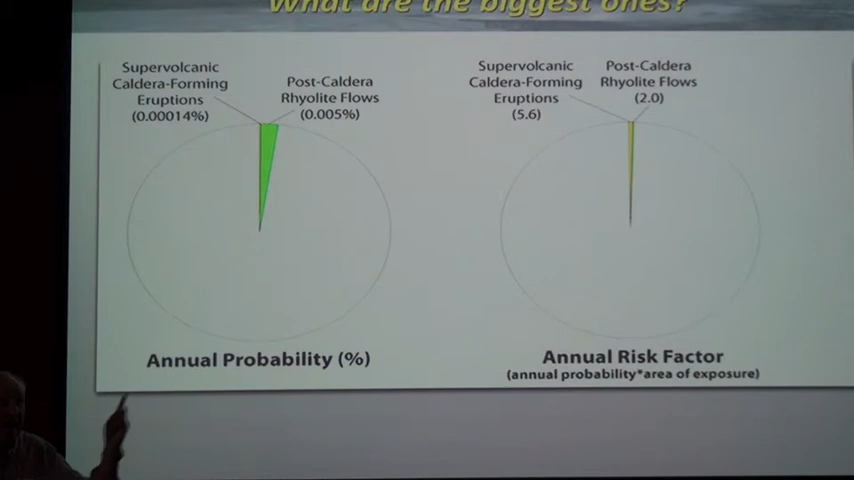 What are the biggest ones?
Supervolcanic
Caldera-Forming
Eruptions
(0.00014%)
Post-Caldera
Rhyolite Flows
(0.005%)
Annual Probability (%)
Supervolcanic
Caldera-Forming
Eruptions
(5.6)
Post-Caldera
Rhyolite Flows
(2.0)
Annual Risk Factor
(annual probability*area of exposure)